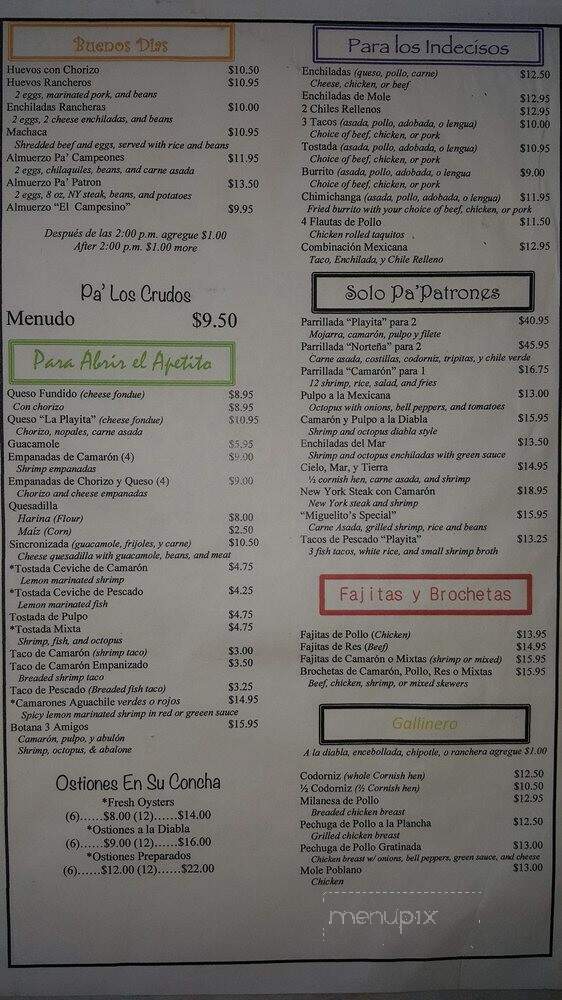 Buenos Dias
Huevos con Chorizo $10.50
Huevos Rancheros $10.95
2 eggs, marinated pork, and beans
Enchiladas Rancheras $10.00
2 eggs, 2 cheese enchiladas, and beans
Machaca $10.95
Shredded beef and eggs, served with rice and beans
Almuerzo Pa' Campeones $11.95
2 eggs, chilaquiles, beans, and carne asada
Almuerzo Pa' Patron $13.50
2 eggs, 8 oz, NY steak, beans, and potatoes
Almuerzo "El Campesino" $9.95
Después de las 2:00 p.m. agregue $1.00
After 2:00 p.m. $1.00 more
Pa' Los Crudos
Menudo $9.50
Para Abrir el Apetito
Queso Fundido (cheese fondue) $8.95
Con chorizo $8.95
Queso "La Playita" (cheese fondue) $10.95
Chorizo, nopales, carne asada
Guacamole $5.95
Empanadas de Camarón (4) $9.00
Shrimp empanadas
Empanadas de Chorizo y Queso (4) $9.00
Chorizo and cheese empanadas
Quesadilla
Harina (Flour) $8.00
Maíz (Corn) $2.50
Sincronizada (guacamole, frijoles, y carne) $10.50
Cheese quesadilla with guacamole, beans, and meat
*Tostada Ceviche de Camarón $4.75
Lemon marinated shrimp
*Tostada Ceviche de Pescado $4.25
Lemon marinated fish
Tostada de Pulpo $4.75
*Tostada Mixta $4.75
Shrimp, fish, and octopus
Taco de Camarón (shrimp taco) $3.00
Taco de Camarón Empanizado $3.50
Breaded shrimp taco
Taco de Pescado (Breaded fish taco) $3.25
*Camarones Aguachile verdes o rojos $14.95
Spicy lemon marinated shrimp in red or greeen sauce
Botana 3 Amigos $15.95
Camarón, pulpo, y abulón
Shrimp, octopus, & abalone
Ostiones En Su Concha
*Fresh Oysters
(6)......$8.00 (12)......$14.00
*Ostiones a la Diabla
(6)......$9.00 (12)......$16.00
*Ostiones Preparados
(6)......$12.00 (12)......$22.00
Para los Indecisos
Enchiladas (queso, pollo, carne) $12.50
Cheese, chicken, or beef
Enchiladas de Mole $12.95
2 Chiles Rellenos $12.95
3 Tacos (asada, pollo, adobada, o lengua) $10.00
Choice of beef, chicken, or pork
Tostada (asada, pollo, adobada, o lengua $10.95
Choice of beef, chicken, or pork
Burrito (asada, pollo, adobada, o lengua $9.00
Choice of beef, chicken, or pork
Chimichanga (asada, pollo, adobada, o lengua) $11.95
Fried burrito with your choice of beef, chicken, or pork
4 Flautas de Pollo $11.50
Chicken rolled taquitos
Combinación Mexicana $12.95
Taco, Enchilada, y Chile Relleno
Solo Pa'Patrones
Parrillada "Playita" para 2 $40.95
Mojarra, camarón, pulpo y filete
Parrillada "Norteña" para 2 $45.95
Carne asada, costillas, codorniz, tripitas, y chile verde
Parrillada "Camarón" para 1 $16.75
12 shrimp, rice, salad, and fries
Pulpo a la Mexicana $13.00
Octopus with onions, bell peppers, and tomatoes
Camarón y Pulpo a la Diabla $15.95
Shrimp and octopus diabla style
Enchiladas del Mar $13.50
Shrimp and octopus enchiladas with green sauce
Cielo, Mar, y Tierra $14.95
½ cornish hen, carne asada, and shrimp
New York Steak con Camarón $18.95
New York steak and shrimp
"Miguelito's Special" $15.95
Carne Asada, grilled shrimp, rice and beans
Tacos de Pescado "Playita" $13.25
3 fish tacos, white rice, and small shrimp broth
Fajitas y Brochetas
Fajitas de Pollo (Chicken) $13.95
Fajitas de Res (Beef) $14.95
Fajitas de Camarón o Mixtas (shrimp or mixed) $15.95
Brochetas de Camarón, Pollo, Res o Mixtas $15.95
Beef, chicken, shrimp, or mixed skewers
Gallinero
A la diabla, encebollada, chipotle, o ranchera agregue $1.00
Codorniz (whole Cornish hen) $12.50
½ Codorniz (½ Cornish hen) $10.50
Milanesa de Pollo $12.95
Breaded chicken breast
Pechuga de Pollo a la Plancha $12.50
Grilled chicken breast
Pechuga de Pollo Gratinada $13.00
Chicken breast w/ onions, bell peppers, green sauce, and cheese
Mole Poblano $13.00
Chicken
menupix